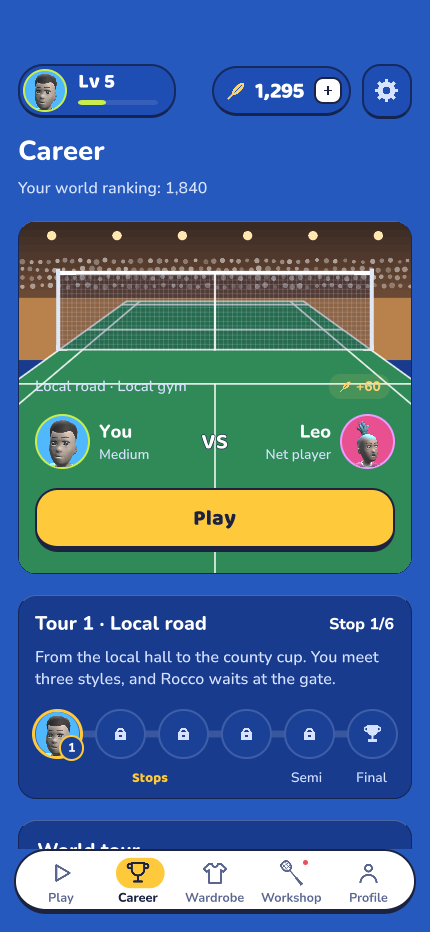 Lv 5
1,295
+
Career
Your world ranking: 1,840
Local road · Local gym
+60
You
Medium
VS
Leo
Net player
Play
Tour 1 · Local road
Stop 1/6
From the local hall to the county cup. You meet
three styles, and Rocco waits at the gate.
1
Stops
Semi
Final
World tour
Play
Career
Wardrobe
Workshop
Profile